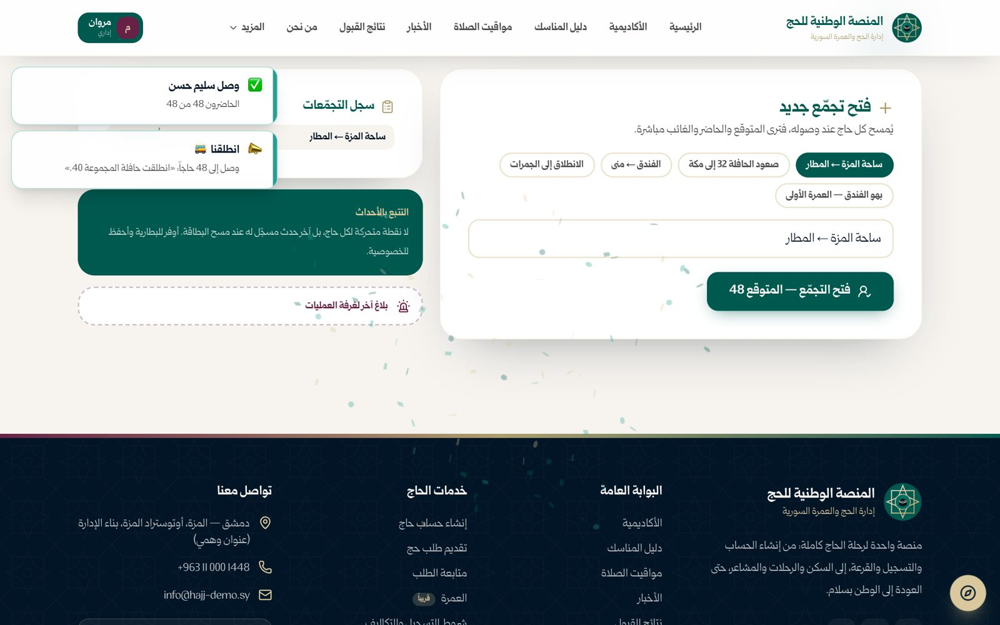 المنصة الوطنية للحج
إدارة الحج والعمرة السورية
الرئيسية
الأكاديمية
دليل المناسك
مواقيت الصلاة
الأخبار
نتائج القبول
من نحن
المزيد
م
مروان
إداري
فتح تجمّع جديد
يُمسح كل حاج عند وصوله، فترى المتوقع والحاضر والغائب مباشرة.
ساحة المزة ← المطار
صعود الحافلة 32 إلى مكة
الفندق ← منى
الانطلاق إلى الجمرات
بهو الفندق — العمرة الأولى
ساحة المزة ← المطار
فتح التجمّع — المتوقع 48
سجل التجمّعات
ساحة المزة ← المطار
وصل سليم حسن
الحاضرون 48 من 48
انطلقنا
وصل إلى 48 حاجاً: «انطلقت حافلة المجموعة 40.»
التتبع بالأحداث
لا نقطة متحركة لكل حاج، بل آخر حدث مسجّل له عند مسح البطاقة. أوفر للبطارية وأحفظ
للخصوصية.
بلاغ آخر لغرفة العمليات
المنصة الوطنية للحج
إدارة الحج والعمرة السورية
منصة واحدة لرحلة الحاج كاملة: من إنشاء الحساب
والتسجيل والقرعة، إلى السكن والرحلات والمشاعر، حتى
العودة إلى الوطن بسلام.
البوابة العامة
الأكاديمية
دليل المناسك
مواقيت الصلاة
الأخبار
نتائج القبول
خدمات الحاج
إنشاء حساب حاج
تقديم طلب حج
متابعة الطلب
العمرة
قريباً
شروط التسجيل والتكاليف
تواصل معنا
دمشق — المزة، أوتوستراد المزة، بناء الإدارة
(عنوان وهمي)
+963 11 000 1448
info@hajj-demo.sy